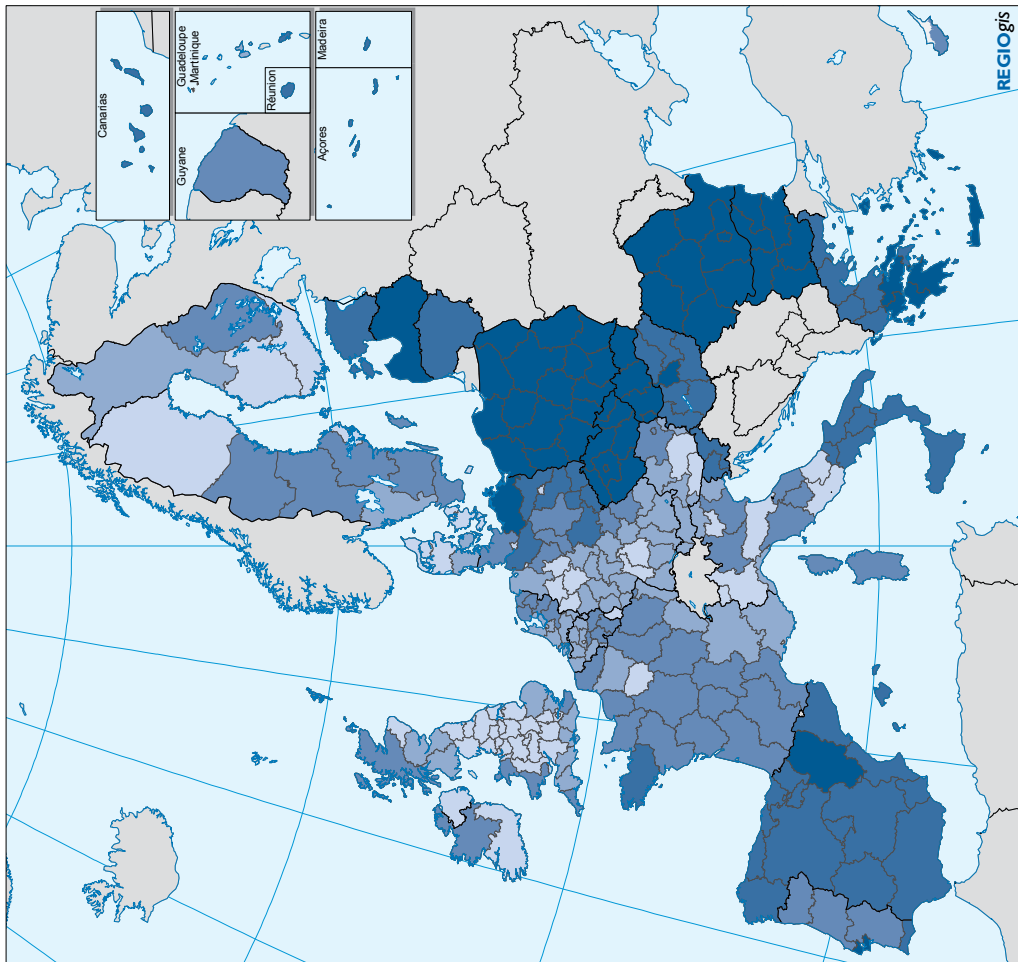 Canarias
Guyane
Guadeloupe
Martinique
Réunion
Açores
Madeira
REGIOgis